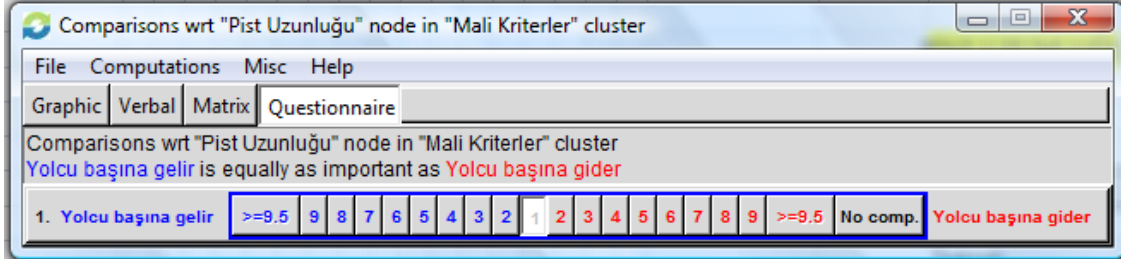 Comparisons wrt "Pist Uzunluğu" node in "Mali Kriterler" cluster
File Computations Misc Help
Graphic Verbal Matrix Questionnaire
Comparisons wrt "Pist Uzunluğu" node in "Mali Kriterler" cluster
Yolcu başına gelir is equally as important as Yolcu başına gider
1. Yolcu başına gelir >=9.5 9 8 7 6 5 4 3 2 1 2 3 4 5 6 7 8 9 >=9.5 No comp. Yolcu başına gider